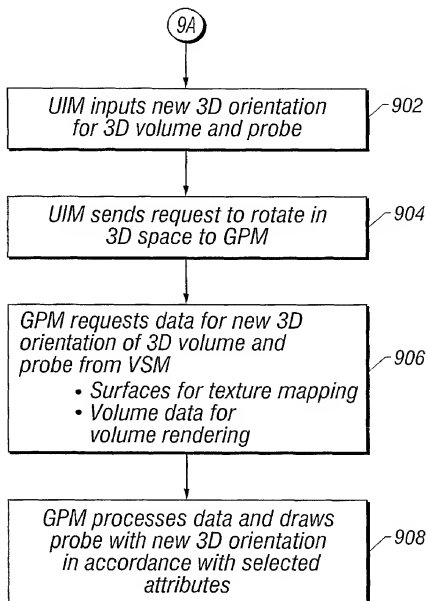 9A
UIM inputs new 3D orientation
for 3D volume and probe
902
UIM sends request to rotate in
3D space to GPM
904
GPM requests data for new 3D
orientation of 3D volume and
probe from VSM
• Surfaces for texture mapping
• Volume data for
volume rendering
906
GPM processes data and draws
probe with new 3D orientation
in accordance with selected
attributes
908